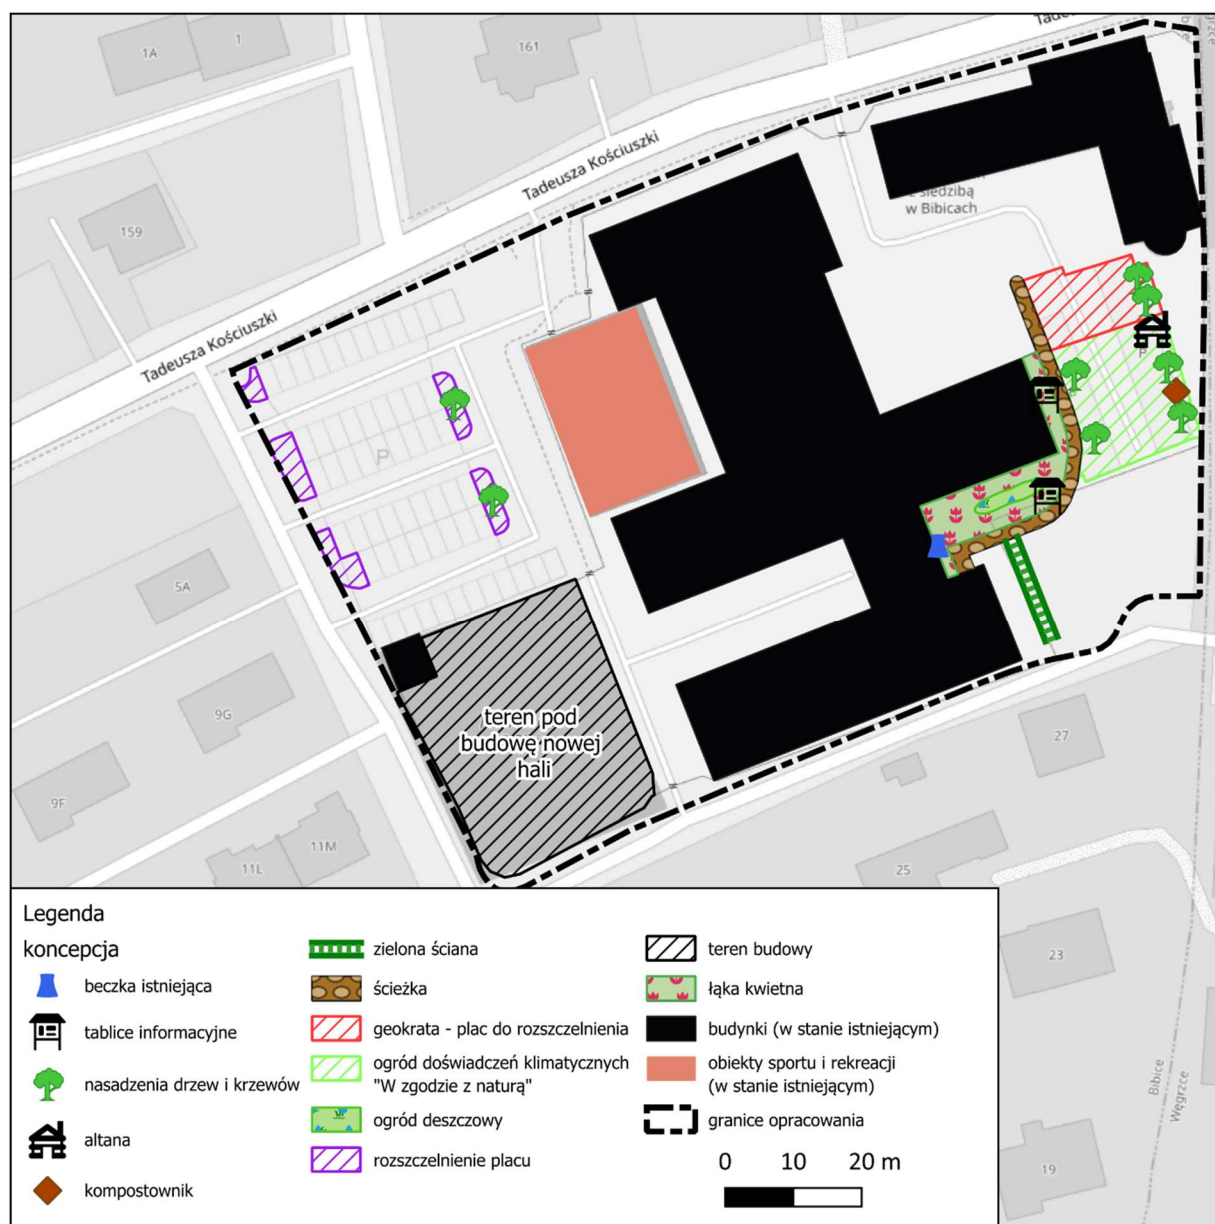 Tadeusza Kościuszki
Węgrzce
1A
1
161
159
Tadeusza Kościuszki
z siedzibą
w Bibicach
Tadeusza Kościuszki
P
P
5A
9G
9F
11L
11M
teren pod
budowę nowej
hali
27
25
23
19
Bibice
Węgrzce
Legenda
koncepcja
beczka istniejąca
tablice informacyjne
nasadzenia drzew i krzewów
altana
kompostownik
zielona ściana
ścieżka
geokrata - plac do rozszczelnienia
ogród doświadczeń klimatycznych
"W zgodzie z naturą"
ogród deszczowy
rozszczelnienie placu
teren budowy
łąka kwietna
budynki (w stanie istniejącym)
obiekty sportu i rekreacji
(w stanie istniejącym)
granice opracowania
0 10 20 m